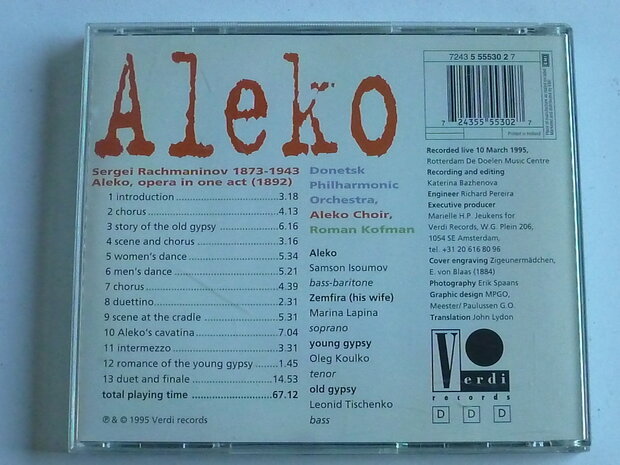 Aleko
Sergei Rachmaninov 1873-1943
Aleko, opera in one act (1892)
1 introduction 3.18
2 chorus 4.13
3 story of the old gypsy 6.16
4 scene and chorus 3.16
5 women's dance 5.34
6 men's dance 5.21
7 chorus 4.39
8 duettino 2.31
9 scene at the cradle 5.31
10 Aleko's cavatina 7.04
11 intermezzo 3.31
12 romance of the young gypsy 1.45
13 duet and finale 14.53
total playing time 67.12
℗ & © 1995 Verdi records
Donetsk
Philharmonic
Orchestra,
Aleko Choir,
Roman Kofman
Aleko
Samson Isoumov
bass-baritone
Zemfira (his wife)
Marina Lapina
soprano
young gypsy
Oleg Koulko
tenor
old gypsy
Leonid Tischenko
bass
7243 5 55530 2 7
7 24355 55302 7
Printed in Holland
Recorded live 10 March 1995,
Rotterdam De Doelen Music Centre
Recording and editing
Katerina Bazhenova
Engineer Richard Pereira
Executive producer
Marielle H.P. Jeukens for
Verdi Records, W.G. Plein 206,
1054 SE Amsterdam,
tel. +31 20 616 80 96
Cover engraving Zigeunermädchen,
E. von Blaas (1884)
Photography Erik Spaans
Graphic design MPGO,
Meester/ Paulussen G.O.
Translation John Lydon
Verdi
records
D D D